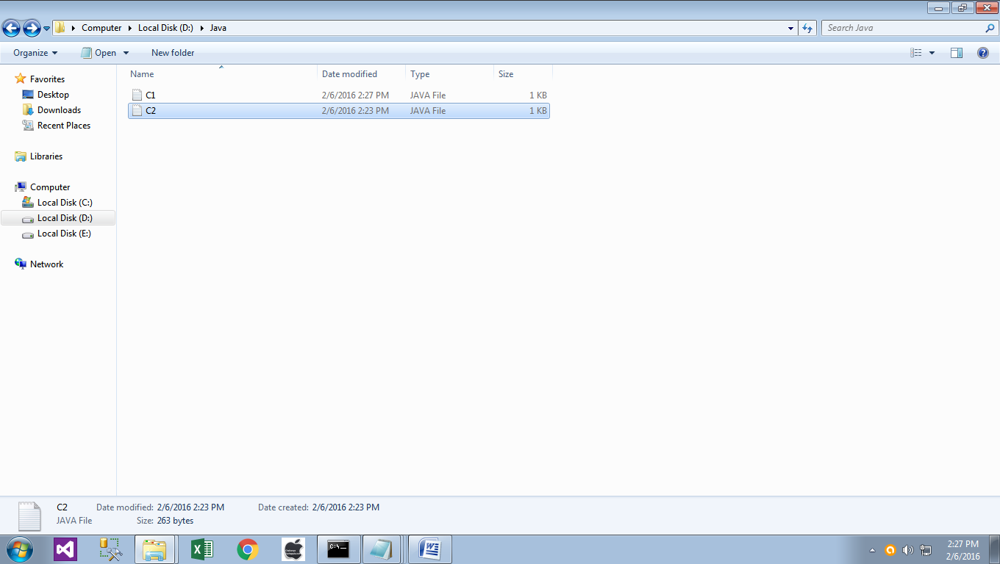 Computer Local Disk (D:) Java Search Java
Organize Open New folder
Favorites
Desktop
Downloads
Recent Places
Libraries
Computer
Local Disk (C:)
Local Disk (D:)
Local Disk (E:)
Network
Name Date modified Type Size
C1 2/6/2016 2:27 PM JAVA File 1 KB
C2 2/6/2016 2:23 PM JAVA File 1 KB
C2 Date modified: 2/6/2016 2:23 PM Date created: 2/6/2016 2:23 PM
JAVA File Size: 263 bytes
C:\_
2:27 PM
2/6/2016